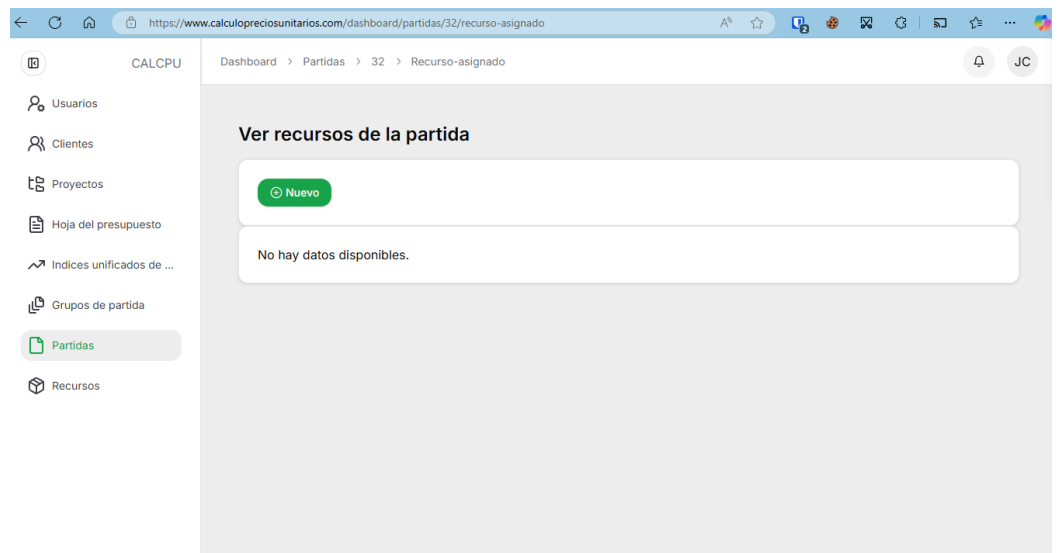 https://www.calculopreciosunitarios.com/dashboard/partidas/32/recurso-asignado
2
CALCPU
Dashboard > Partidas > 32 > Recurso-asignado
JC
Usuarios
Clientes
Proyectos
Hoja del presupuesto
Indices unificados de ...
Grupos de partida
Partidas
Recursos
Ver recursos de la partida
Nuevo
No hay datos disponibles.